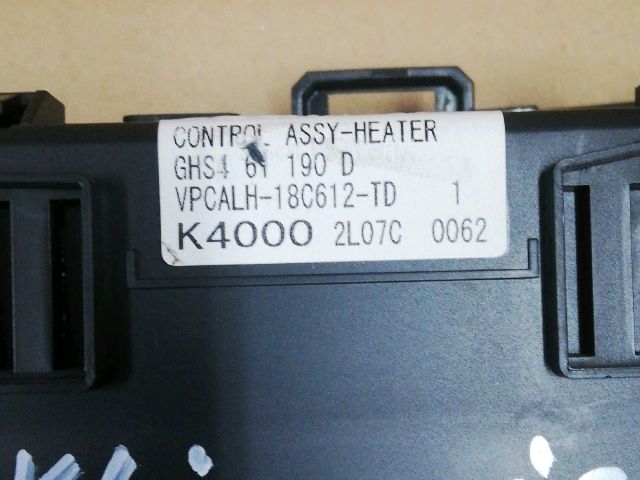 CONTROL ASSY-HEATER
GHS4 61 190 D
VPCALH-18C612-TD 1
K4000 2L07C 0062